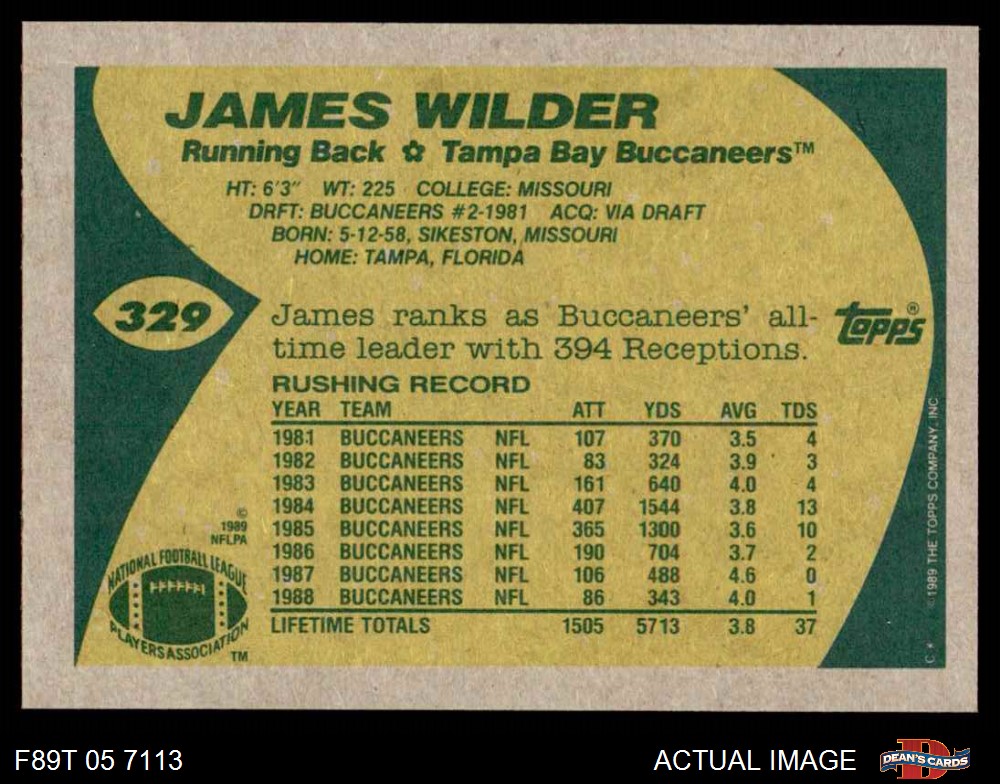 JAMES WILDER
Running Back ✿ Tampa Bay Buccaneers™
HT: 6'3" WT: 225 COLLEGE: MISSOURI
DRFT: BUCCANEERS #2-1981 ACQ: VIA DRAFT
BORN: 5-12-58, SIKESTON, MISSOURI
HOME: TAMPA, FLORIDA
329
James ranks as Buccaneers' all-
time leader with 394 Receptions.
topps®
RUSHING RECORD
YEAR TEAM ATT YDS AVG TDS
1981 BUCCANEERS NFL 107 370 3.5 4
1982 BUCCANEERS NFL 83 324 3.9 3
1983 BUCCANEERS NFL 161 640 4.0 4
1984 BUCCANEERS NFL 407 1544 3.8 13
1985 BUCCANEERS NFL 365 1300 3.6 10
1986 BUCCANEERS NFL 190 704 3.7 2
1987 BUCCANEERS NFL 106 488 4.6 0
1988 BUCCANEERS NFL 86 343 4.0 1
LIFETIME TOTALS 1505 5713 3.8 37
©
1989
NFLPA
NATIONAL FOOTBALL LEAGUE
PLAYERS ASSOCIATION
TM
© 1989 THE TOPPS COMPANY, INC.
C*
F89T 05 7113
ACTUAL IMAGE
D
DEAN'S CARDS